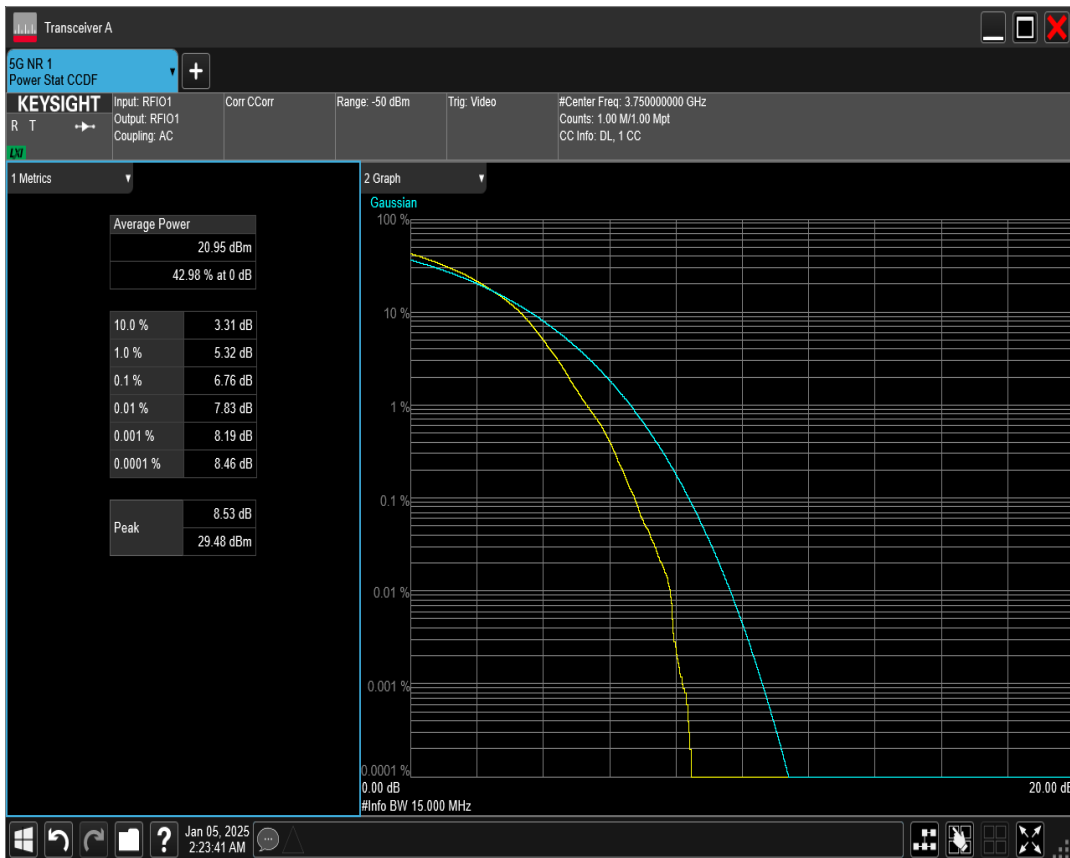 Transceiver A
5G NR 1
Power Stat CCDF
KEYSIGHT
R T
LXI
Input: RFIO1
Output: RFIO1
Coupling: AC
Corr CCorr
Range: -50 dBm
Trig: Video
#Center Freq: 3.750000000 GHz
Counts: 1.00 M/1.00 Mpt
CC Info: DL, 1 CC
1 Metrics
Average Power
20.95 dBm
42.98 % at 0 dB
10.0 % 3.31 dB
1.0 % 5.32 dB
0.1 % 6.76 dB
0.01 % 7.83 dB
0.001 % 8.19 dB
0.0001 % 8.46 dB
Peak
8.53 dB
29.48 dBm
2 Graph
Gaussian
100 %
10 %
1 %
0.1 %
0.01 %
0.001 %
0.0001 %
0.00 dB
20.00 dB
#Info BW 15.000 MHz
?
Jan 05, 2025
2:23:41 AM